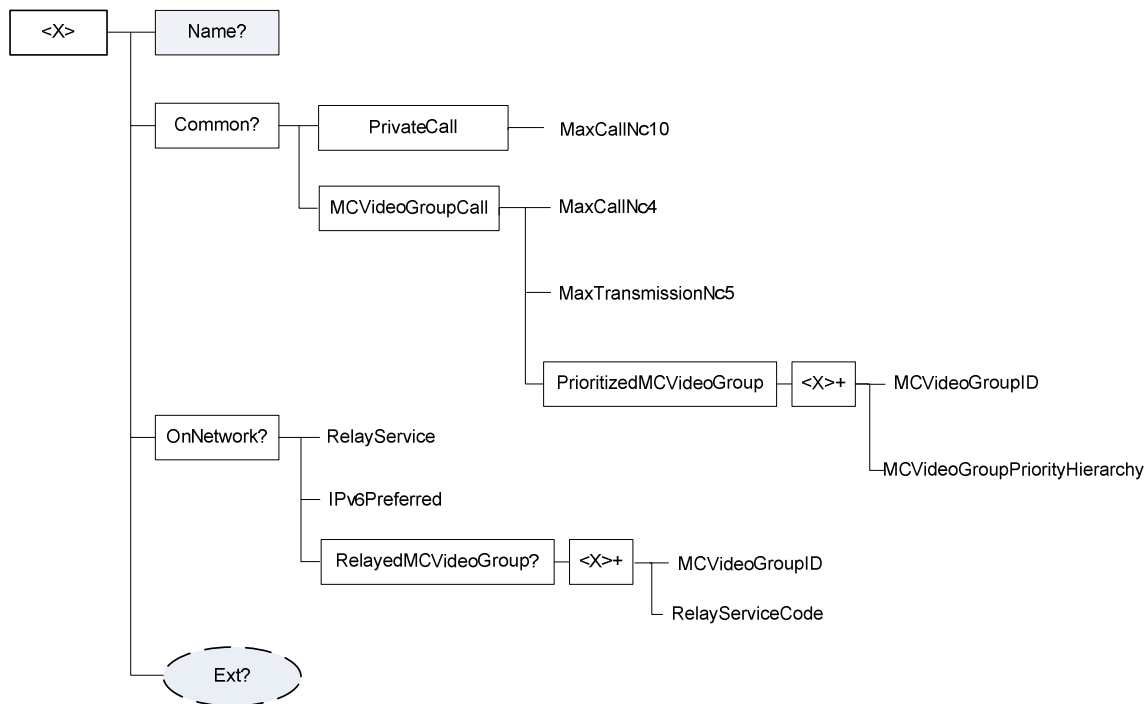 <X>
Name?
Common?
PrivateCall
MaxCallNc10
MCVideoGroupCall
MaxCallNc4
MaxTransmissionNc5
PrioritizedMCVideoGroup
<X>+
MCVideoGroupID
MCVideoGroupPriorityHierarchy
OnNetwork?
RelayService
IPv6Preferred
RelayedMCVideoGroup?
<X>+
MCVideoGroupID
RelayServiceCode
Ext?